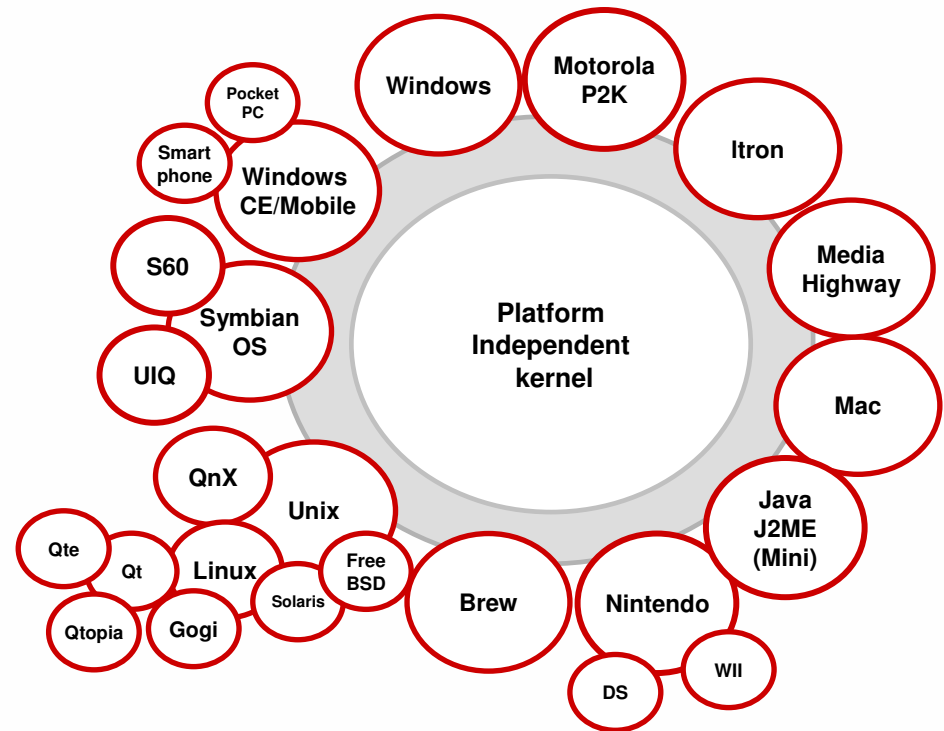 Windows
Motorola
P2K
Itron
Media
Highway
Mac
Java
J2ME
(Mini)
Nintendo
WII
DS
Brew
Unix
Free
BSD
Solaris
Linux
QnX
Gogi
Qt
Qte
Qtopia
Symbian
OS
UIQ
S60
Windows
CE/Mobile
Smart
phone
Pocket
PC
Platform
Independent
kernel